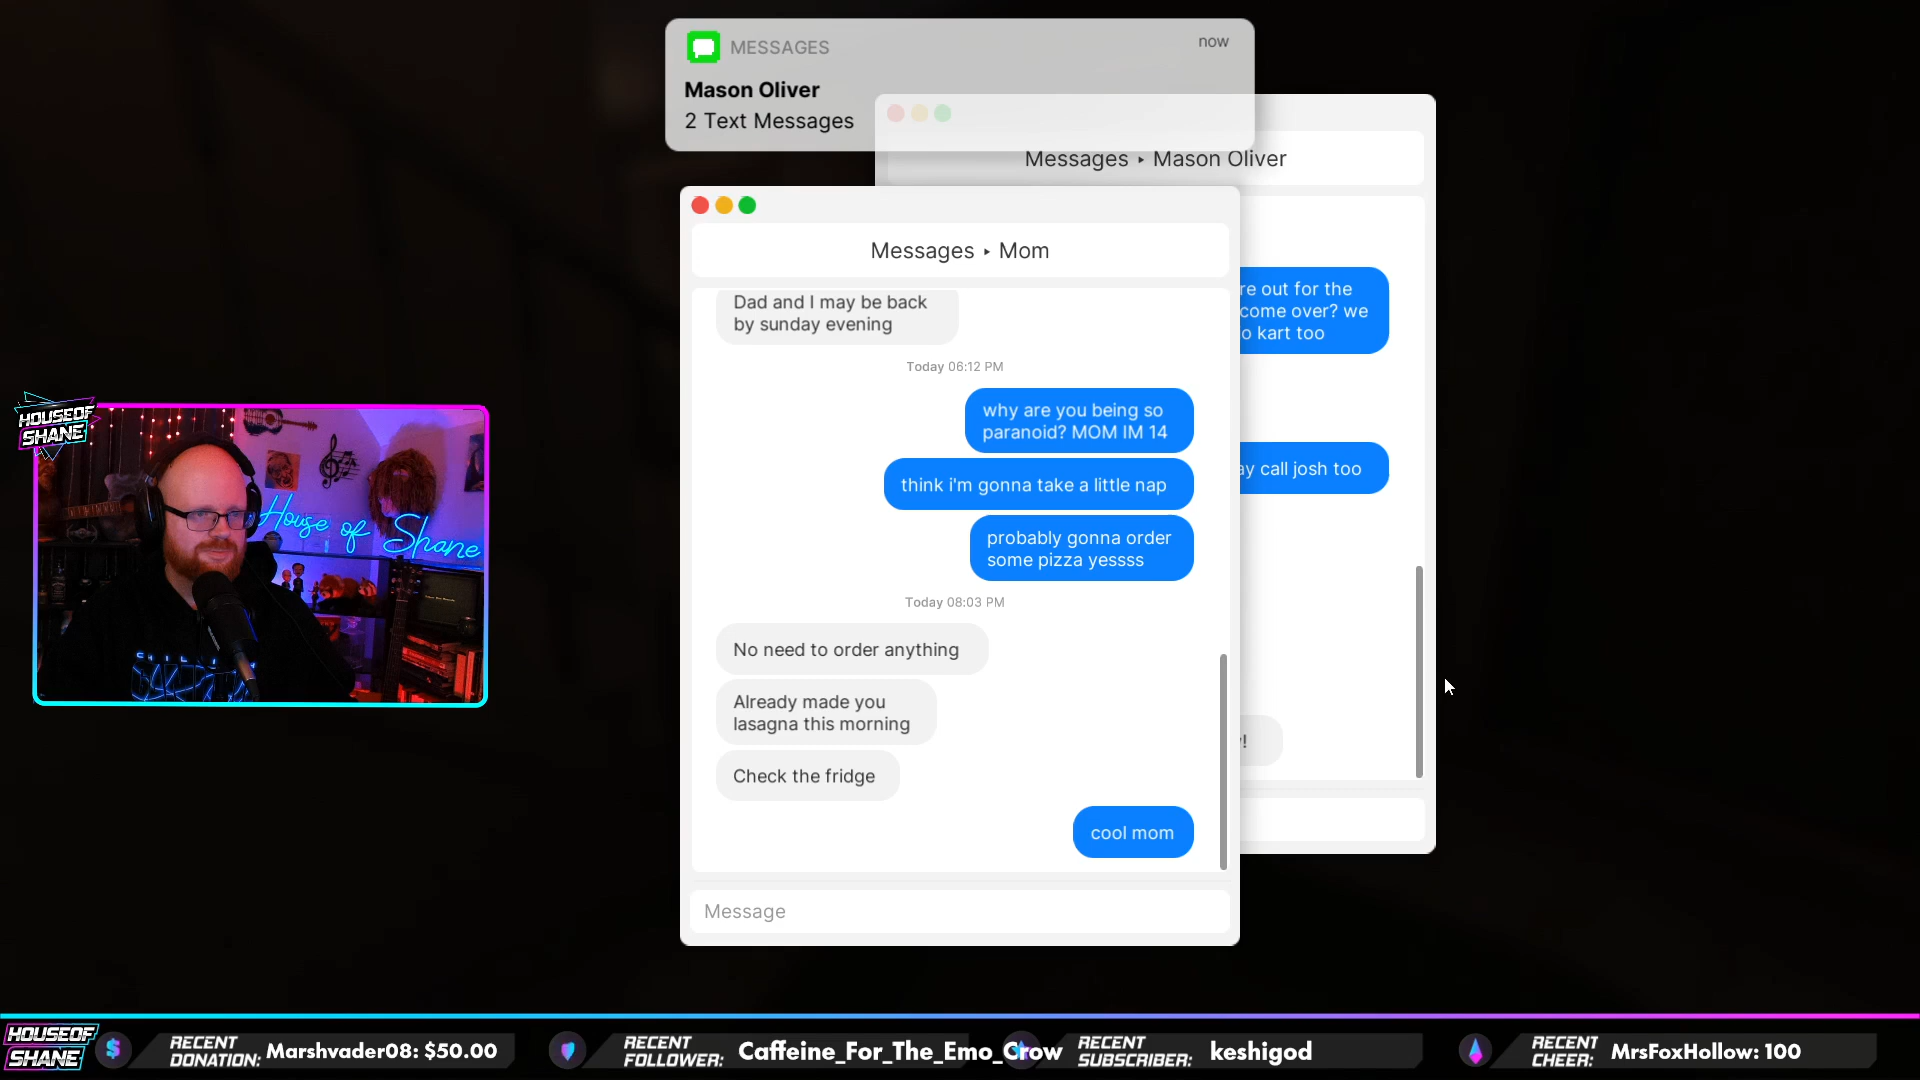 MESSAGES
now
Mason Oliver
2 Text Messages
Messages ‣ Mason Oliver
re out for the
come over? we
o kart too
ay call josh too
!
Messages ‣ Mom
Dad and I may be back
by sunday evening
Today 06:12 PM
why are you being so
paranoid? MOM IM 14
think i'm gonna take a little nap
probably gonna order
some pizza yessss
Today 08:03 PM
No need to order anything
Already made you
lasagna this morning
Check the fridge
cool mom
Message
HOUSEOF
SHANE
House of Shane
HOUSEOF
SHANE
RECENT
DONATION: Marshvader08: $50.00
RECENT
FOLLOWER: Caffeine_For_The_Emo_Crow
RECENT
SUBSCRIBER: keshigod
RECENT
CHEER: MrsFoxHollow: 100